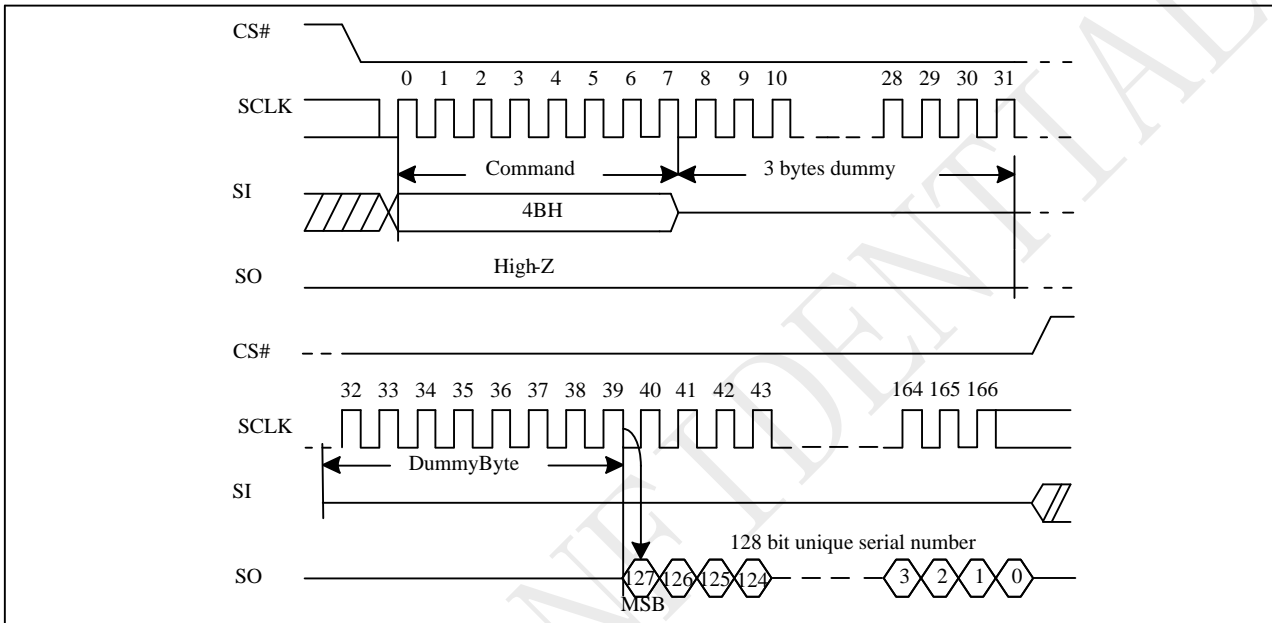 CS#
0 1 2 3 4 5 6 7 8 9 10 28 29 30 31
SCLK
Command 3 bytes dummy
SI
4BH
High-Z
SO
CS#
32 33 34 35 36 37 38 39 40 41 42 43 164 165 166
SCLK
DummyByte
SI
128 bit unique serial number
SO 127 126 125 124 3 2 1 0
MSB